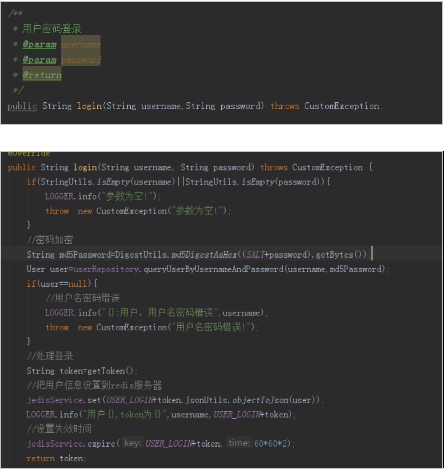 /**
* 用户密码登录
* @param username
* @param password
* @return
*/
public String login(String username,String password) throws CustomException;
@Override
public String login(String username, String password) throws CustomException {
if(StringUtils.isEmpty(username)||StringUtils.isEmpty(password)){
LOGGER.info("参数为空!");
throw new CustomException("参数为空!");
}
//密码加密
String md5Password=DigestUtils.md5DigestAsHex((SALT+password).getBytes());
User user=userRepository.queryUserByUsernameAndPassword(username,md5Password);
if(user==null){
//用户名密码错误
LOGGER.info("{}:用户，用户名密码错误",username);
throw new CustomException("用户名密码错误!");
}
//处理登录
String token=getToken();
//把用户信息设置到redis服务器
jedisService.set(USER_LOGIN+token,JsonUtils.objectToJson(user));
LOGGER.info("用户{},token为{}",username,USER_LOGIN+token);
//设置失效时间
jedisService.expire( key: USER_LOGIN+token, time: 60*60*2);
return token;